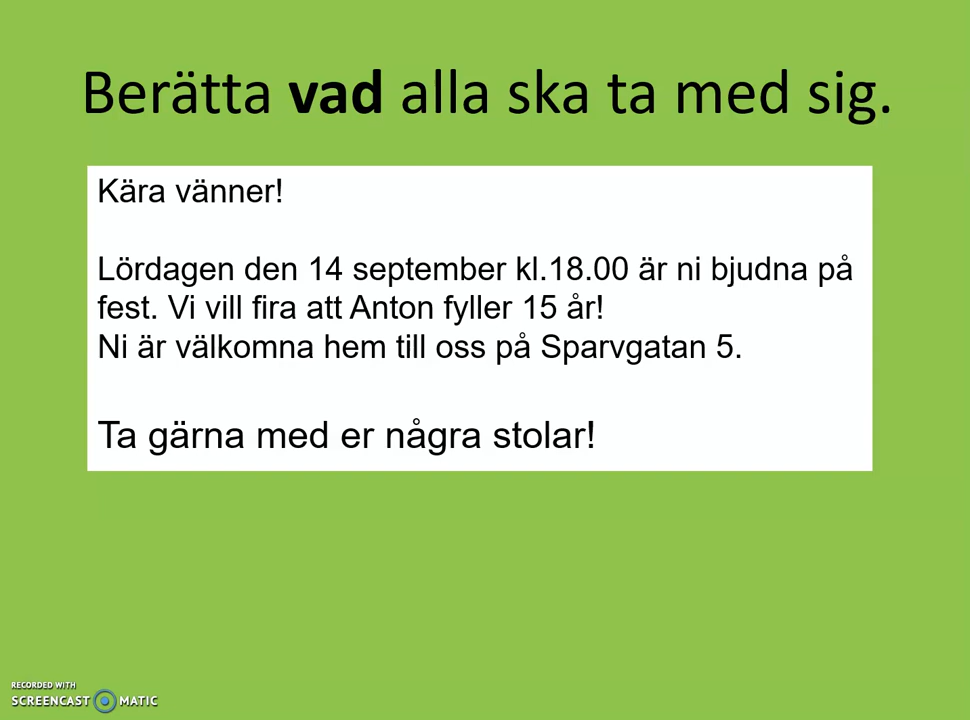 Berätta vad alla ska ta med sig.
Kära vänner!
Lördagen den 14 september kl.18.00 är ni bjudna på
fest. Vi vill fira att Anton fyller 15 år!
Ni är välkomna hem till oss på Sparvgatan 5.
Ta gärna med er några stolar!
RECORDED WITH
SCREENCAST MATIC